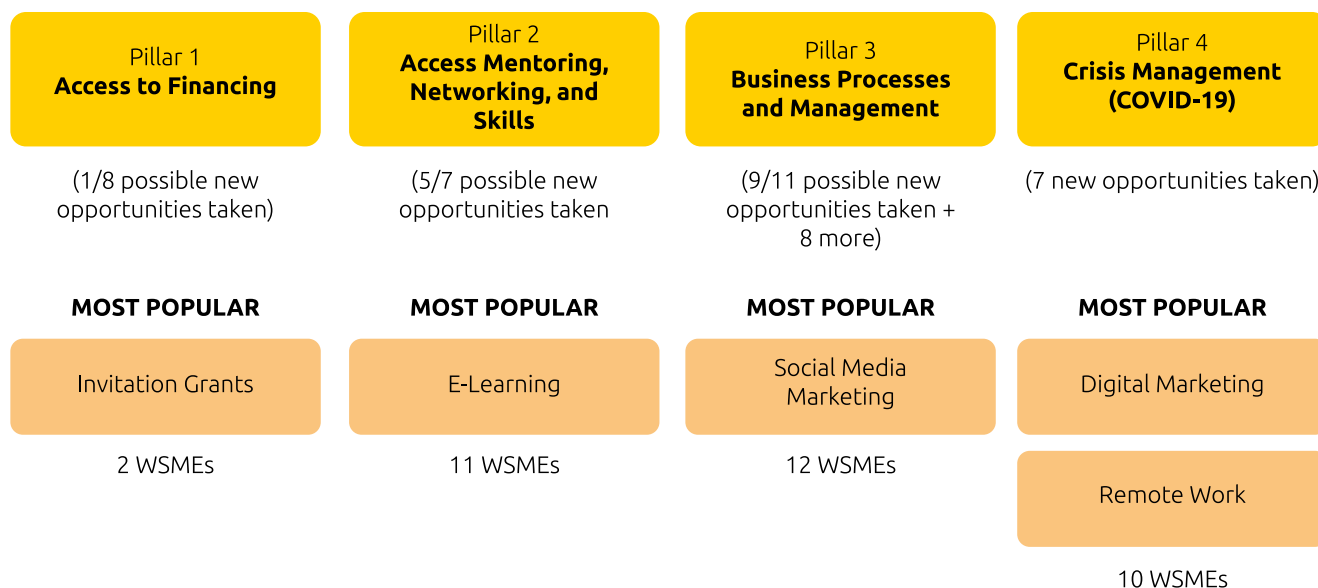 Pillar 1
Access to Financing
(1/8 possible new
opportunities taken)
MOST POPULAR
Invitation Grants
2 WSMEs
Pillar 2
Access Mentoring,
Networking, and
Skills
(5/7 possible new
opportunities taken
MOST POPULAR
E-Learning
11 WSMEs
Pillar 3
Business Processes
and Management
(9/11 possible new
opportunities taken +
8 more)
MOST POPULAR
Social Media
Marketing
12 WSMEs
Pillar 4
Crisis Management
(COVID-19)
(7 new opportunities taken)
MOST POPULAR
Digital Marketing
Remote Work
10 WSMEs